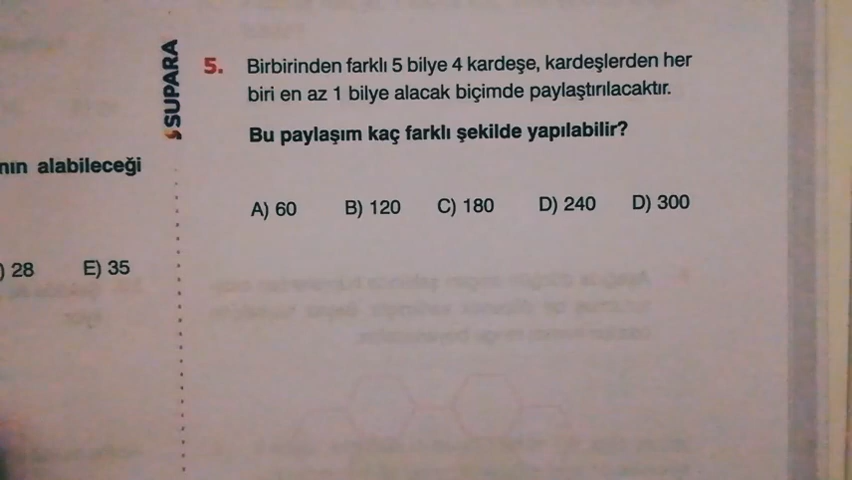 SUPARA
nın alabileceği
) 28 E) 35
5. Birbirinden farklı 5 bilye 4 kardeşe, kardeşlerden her
biri en az 1 bilye alacak biçimde paylaştırılacaktır.
Bu paylaşım kaç farklı şekilde yapılabilir?
A) 60 B) 120 C) 180 D) 240 D) 300